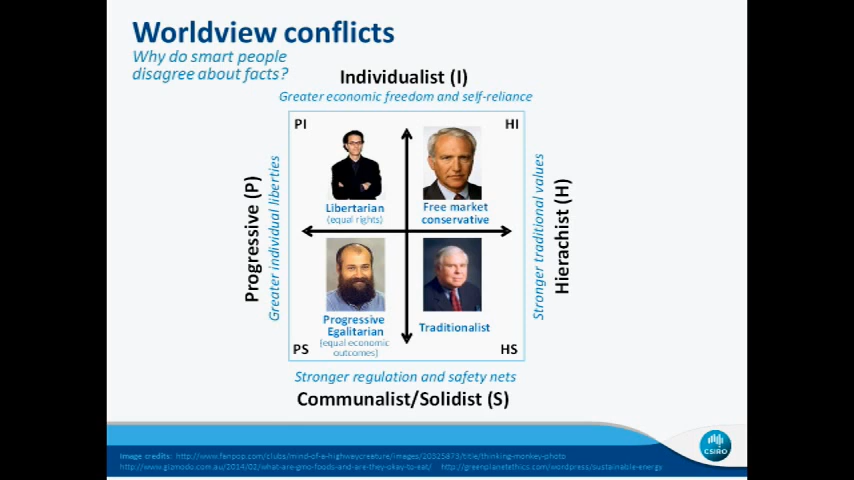 Worldview conflicts
Why do smart people
disagree about facts?
Individualist (I)
Greater economic freedom and self-reliance
PI
HI
Progressive (P)
Greater individual liberties
Libertarian
(equal rights)
Free market
conservative
Stronger traditional values
Hierachist (H)
Progressive
Egalitarian
(equal economic
outcomes)
Traditionalist
PS
HS
Stronger regulation and safety nets
Communalist/Solidist (S)
CSIRO
Image credits: http://www.fenpop.com/clubs/mind-of-a-highwaycreature/images/20525873/title/thinking-monkey-photo
http://www.gizmodo.com.au/2014/02/what-are-gmo-foods-and-are-they-okay-to-eat/ http://greenplanetethics.com/wordpress/sustainable-energy